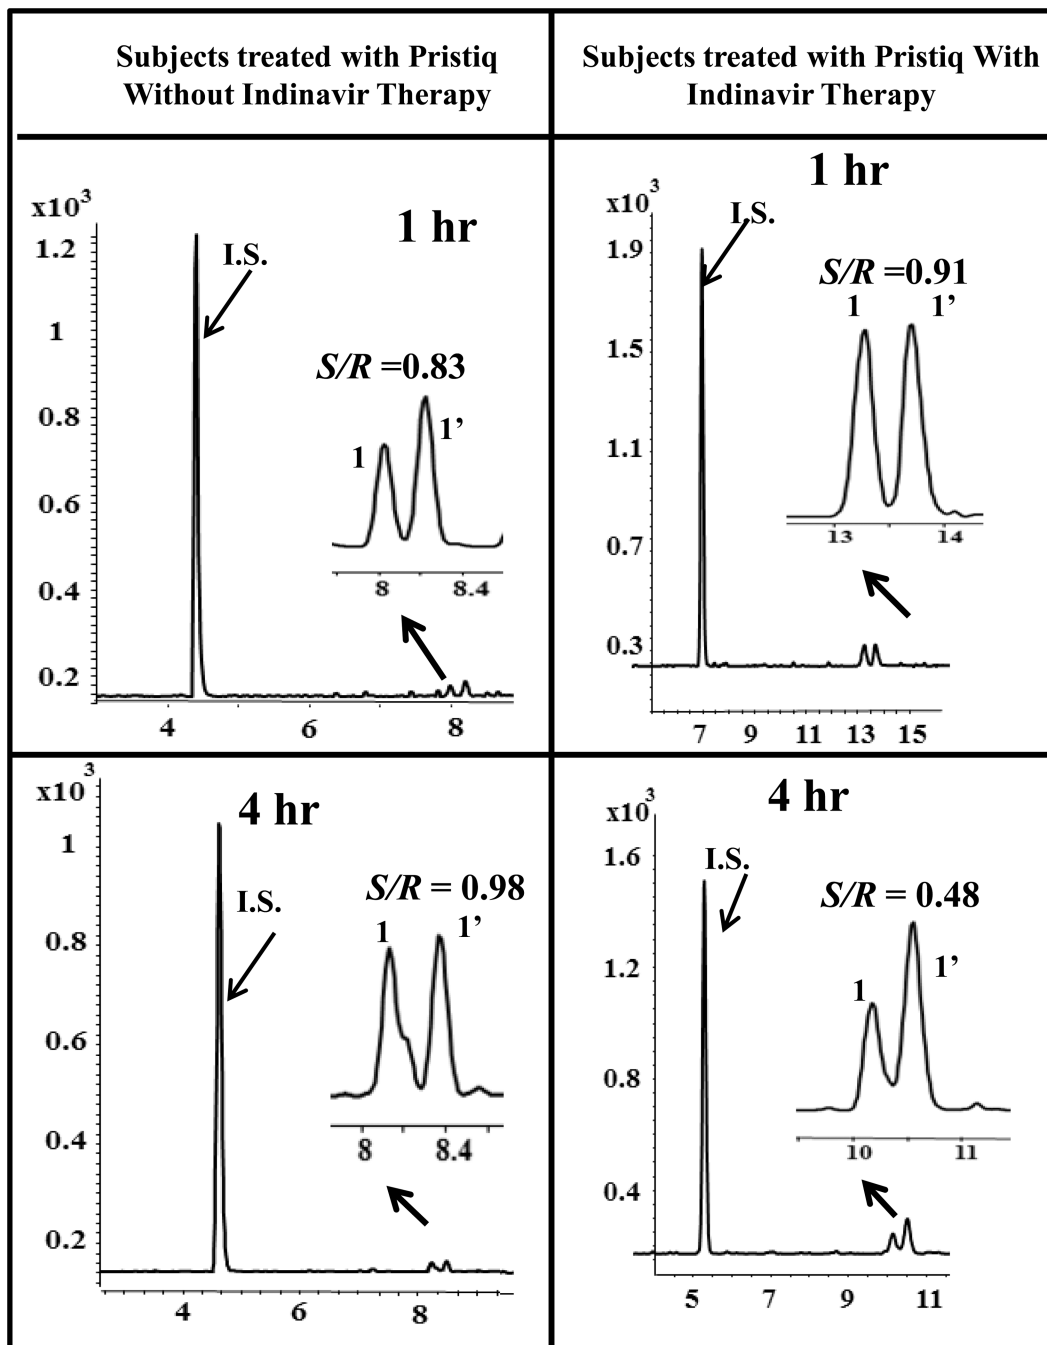 Subjects treated with Pristiq
Without Indinavir Therapy
Subjects treated with Pristiq With
Indinavir Therapy
1 hr
x10³
1.2
1
0.8
0.6
0.4
0.2
I.S.
S/R =0.83
1
1’
8
8.4
4
6
8
1 hr
x10³
1.9
1.5
1.1
0.7
0.3
I.S.
S/R =0.91
1
1’
13
14
7
9
11
13
15
4 hr
x10³
1
0.8
0.6
0.4
0.2
I.S.
S/R = 0.98
1
1’
8
8.4
4
6
8
4 hr
x10³
1.6
1.2
0.8
0.4
I.S.
S/R = 0.48
1
1’
10
11
5
7
9
11